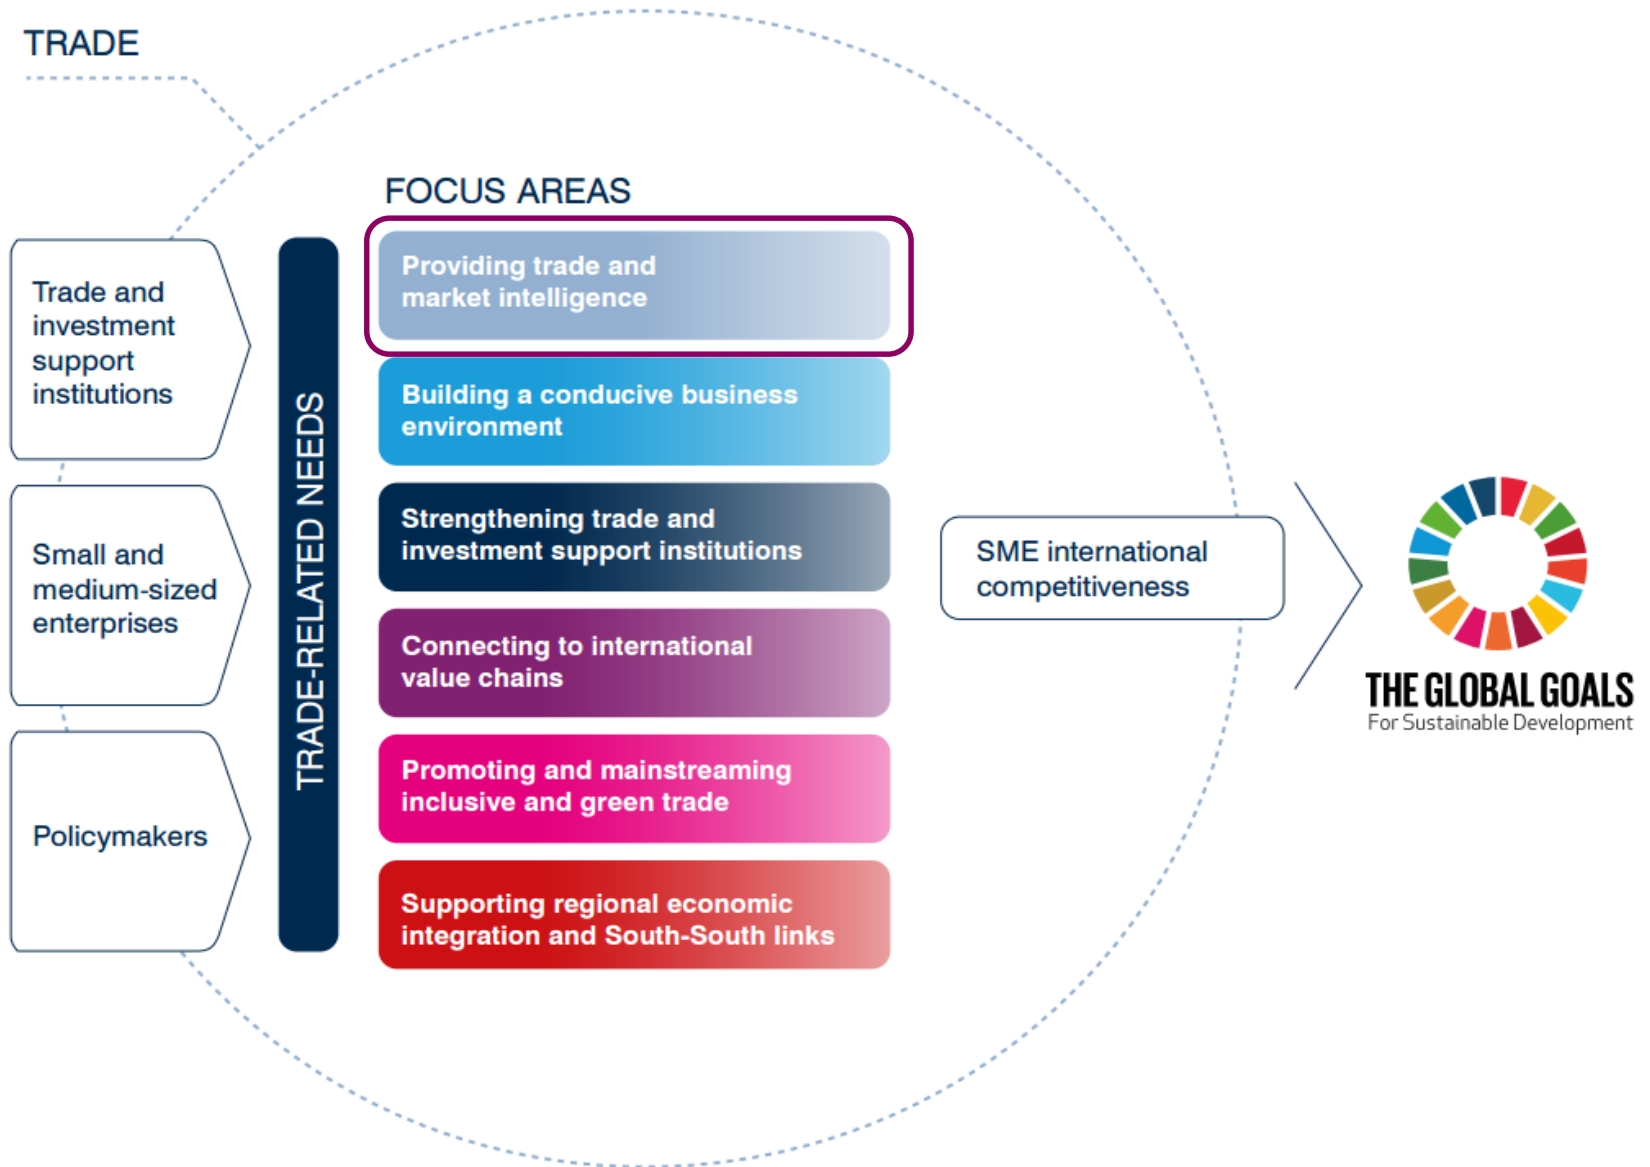 TRADE
FOCUS AREAS
Trade and
investment
support
institutions
Small and
medium-sized
enterprises
Policymakers
TRADE-RELATED NEEDS
Providing trade and
market intelligence
Building a conducive business
environment
Strengthening trade and
investment support institutions
Connecting to international
value chains
Promoting and mainstreaming
inclusive and green trade
Supporting regional economic
integration and South-South links
SME international
competitiveness
THE GLOBAL GOALS
For Sustainable Development